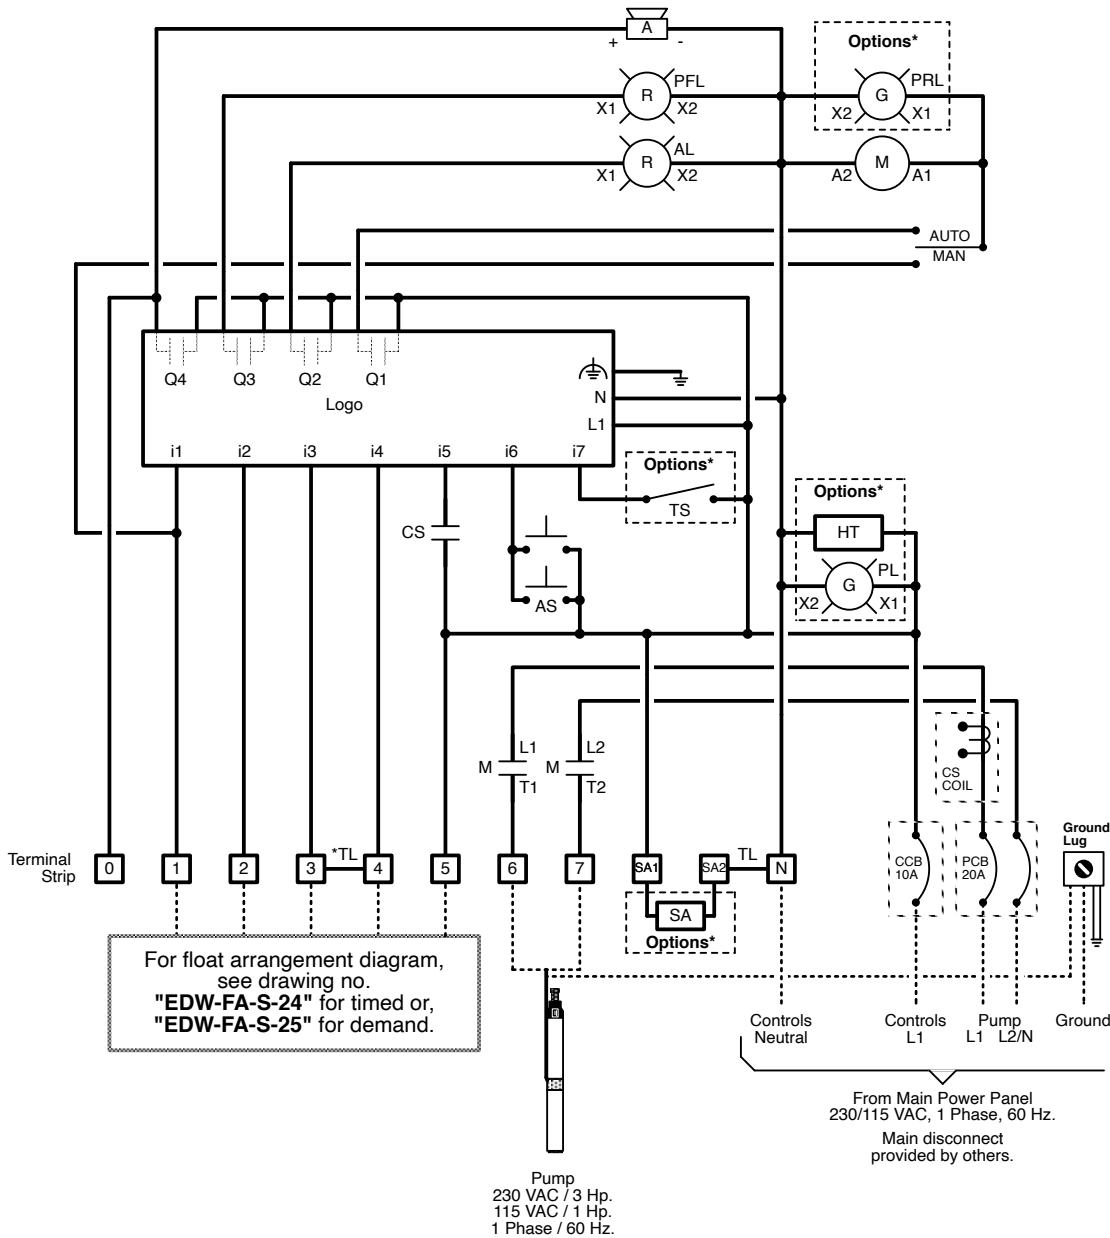 A
+ -
Options*
R PFL
X1 X2
G PRL
X2 X1
R AL
X1 X2
M
A2 A1
AUTO
MAN
Q4 Q3 Q2 Q1
Logo
N
L1
i1 i2 i3 i4 i5 i6 i7
Options*
TS
CS
AS
Options*
HT
G PL
X2 X1
L1
M
T1
L2
M
T2
CS
COIL
Terminal
Strip
0 1 2 3 *TL 4 5 6 7 SA1 SA2 TL N
SA
Options*
CCB
10A
PCB
20A
Ground
Lug
For float arrangement diagram,
see drawing no.
"EDW-FA-S-24" for timed or,
"EDW-FA-S-25" for demand.
Controls
Neutral
Controls
L1
Pump
L1 L2/N
Ground
From Main Power Panel
230/115 VAC, 1 Phase, 60 Hz.
Main disconnect
provided by others.
Pump
230 VAC / 3 Hp.
115 VAC / 1 Hp.
1 Phase / 60 Hz.